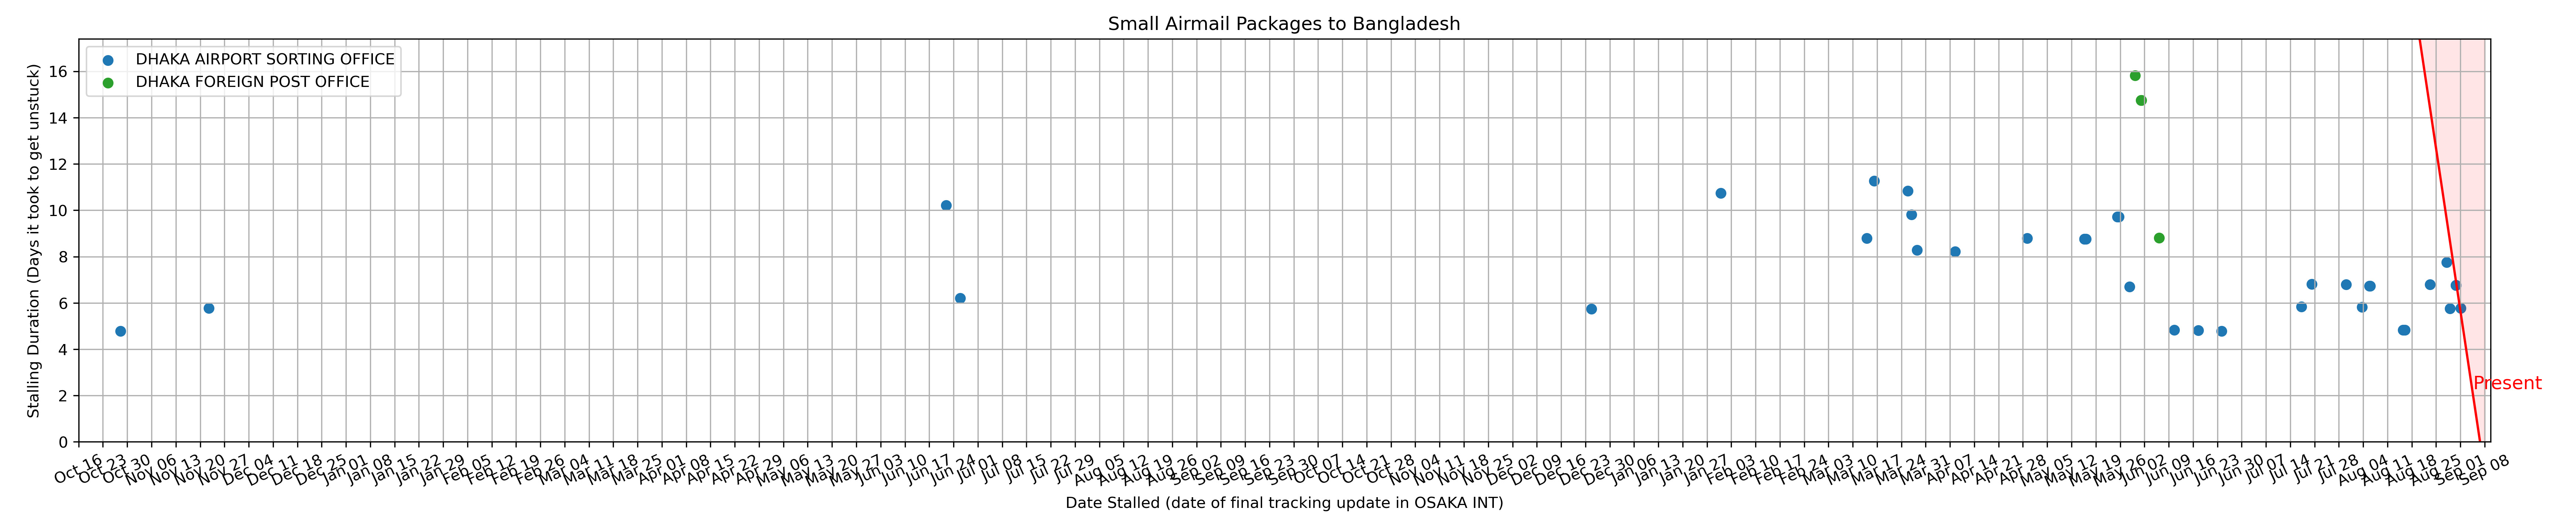 Small Airmail Packages to Bangladesh
DHAKA AIRPORT SORTING OFFICE
DHAKA FOREIGN POST OFFICE
Stalling Duration (Days it took to get unstuck)
16
14
12
10
8
6
4
2
0
Present
Oct 16 Oct 23 Oct 30 Nov 06 Nov 13 Nov 20 Nov 27 Dec 04 Dec 11 Dec 18 Dec 25 Jan 01 Jan 08 Jan 15 Jan 22 Jan 29 Feb 05 Feb 12 Feb 19 Feb 26 Mar 04 Mar 11 Mar 18 Mar 25 Apr 01 Apr 08 Apr 15 Apr 22 Apr 29 May 06 May 13 May 20 May 27 Jun 03 Jun 10 Jun 17 Jun 24 Jul 01 Jul 08 Jul 15 Jul 22 Jul 29 Aug 05 Aug 12 Aug 19 Aug 26 Sep 02 Sep 09 Sep 16 Sep 23 Sep 30 Oct 07 Oct 14 Oct 21 Oct 28 Nov 04 Nov 11 Nov 18 Nov 25 Dec 02 Dec 09 Dec 16 Dec 23 Dec 30 Jan 06 Jan 13 Jan 20 Jan 27 Feb 03 Feb 10 Feb 17 Feb 24 Mar 03 Mar 10 Mar 17 Mar 24 Mar 31 Apr 07 Apr 14 Apr 21 Apr 28 May 05 May 12 May 19 May 26 Jun 02 Jun 09 Jun 16 Jun 23 Jun 30 Jul 07 Jul 14 Jul 21 Jul 28 Aug 04 Aug 11 Aug 18 Aug 25 Sep 01 Sep 08
Date Stalled (date of final tracking update in OSAKA INT)